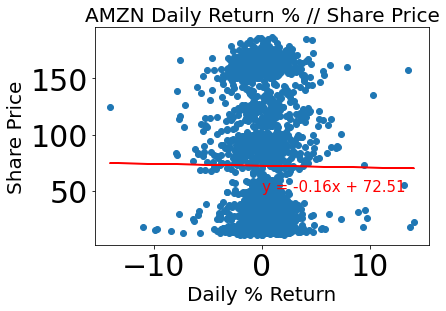 AMZN Daily Return % // Share Price
Share Price
150
100
50
y = -0.16x + 72.51
−10
0
10
Daily % Return